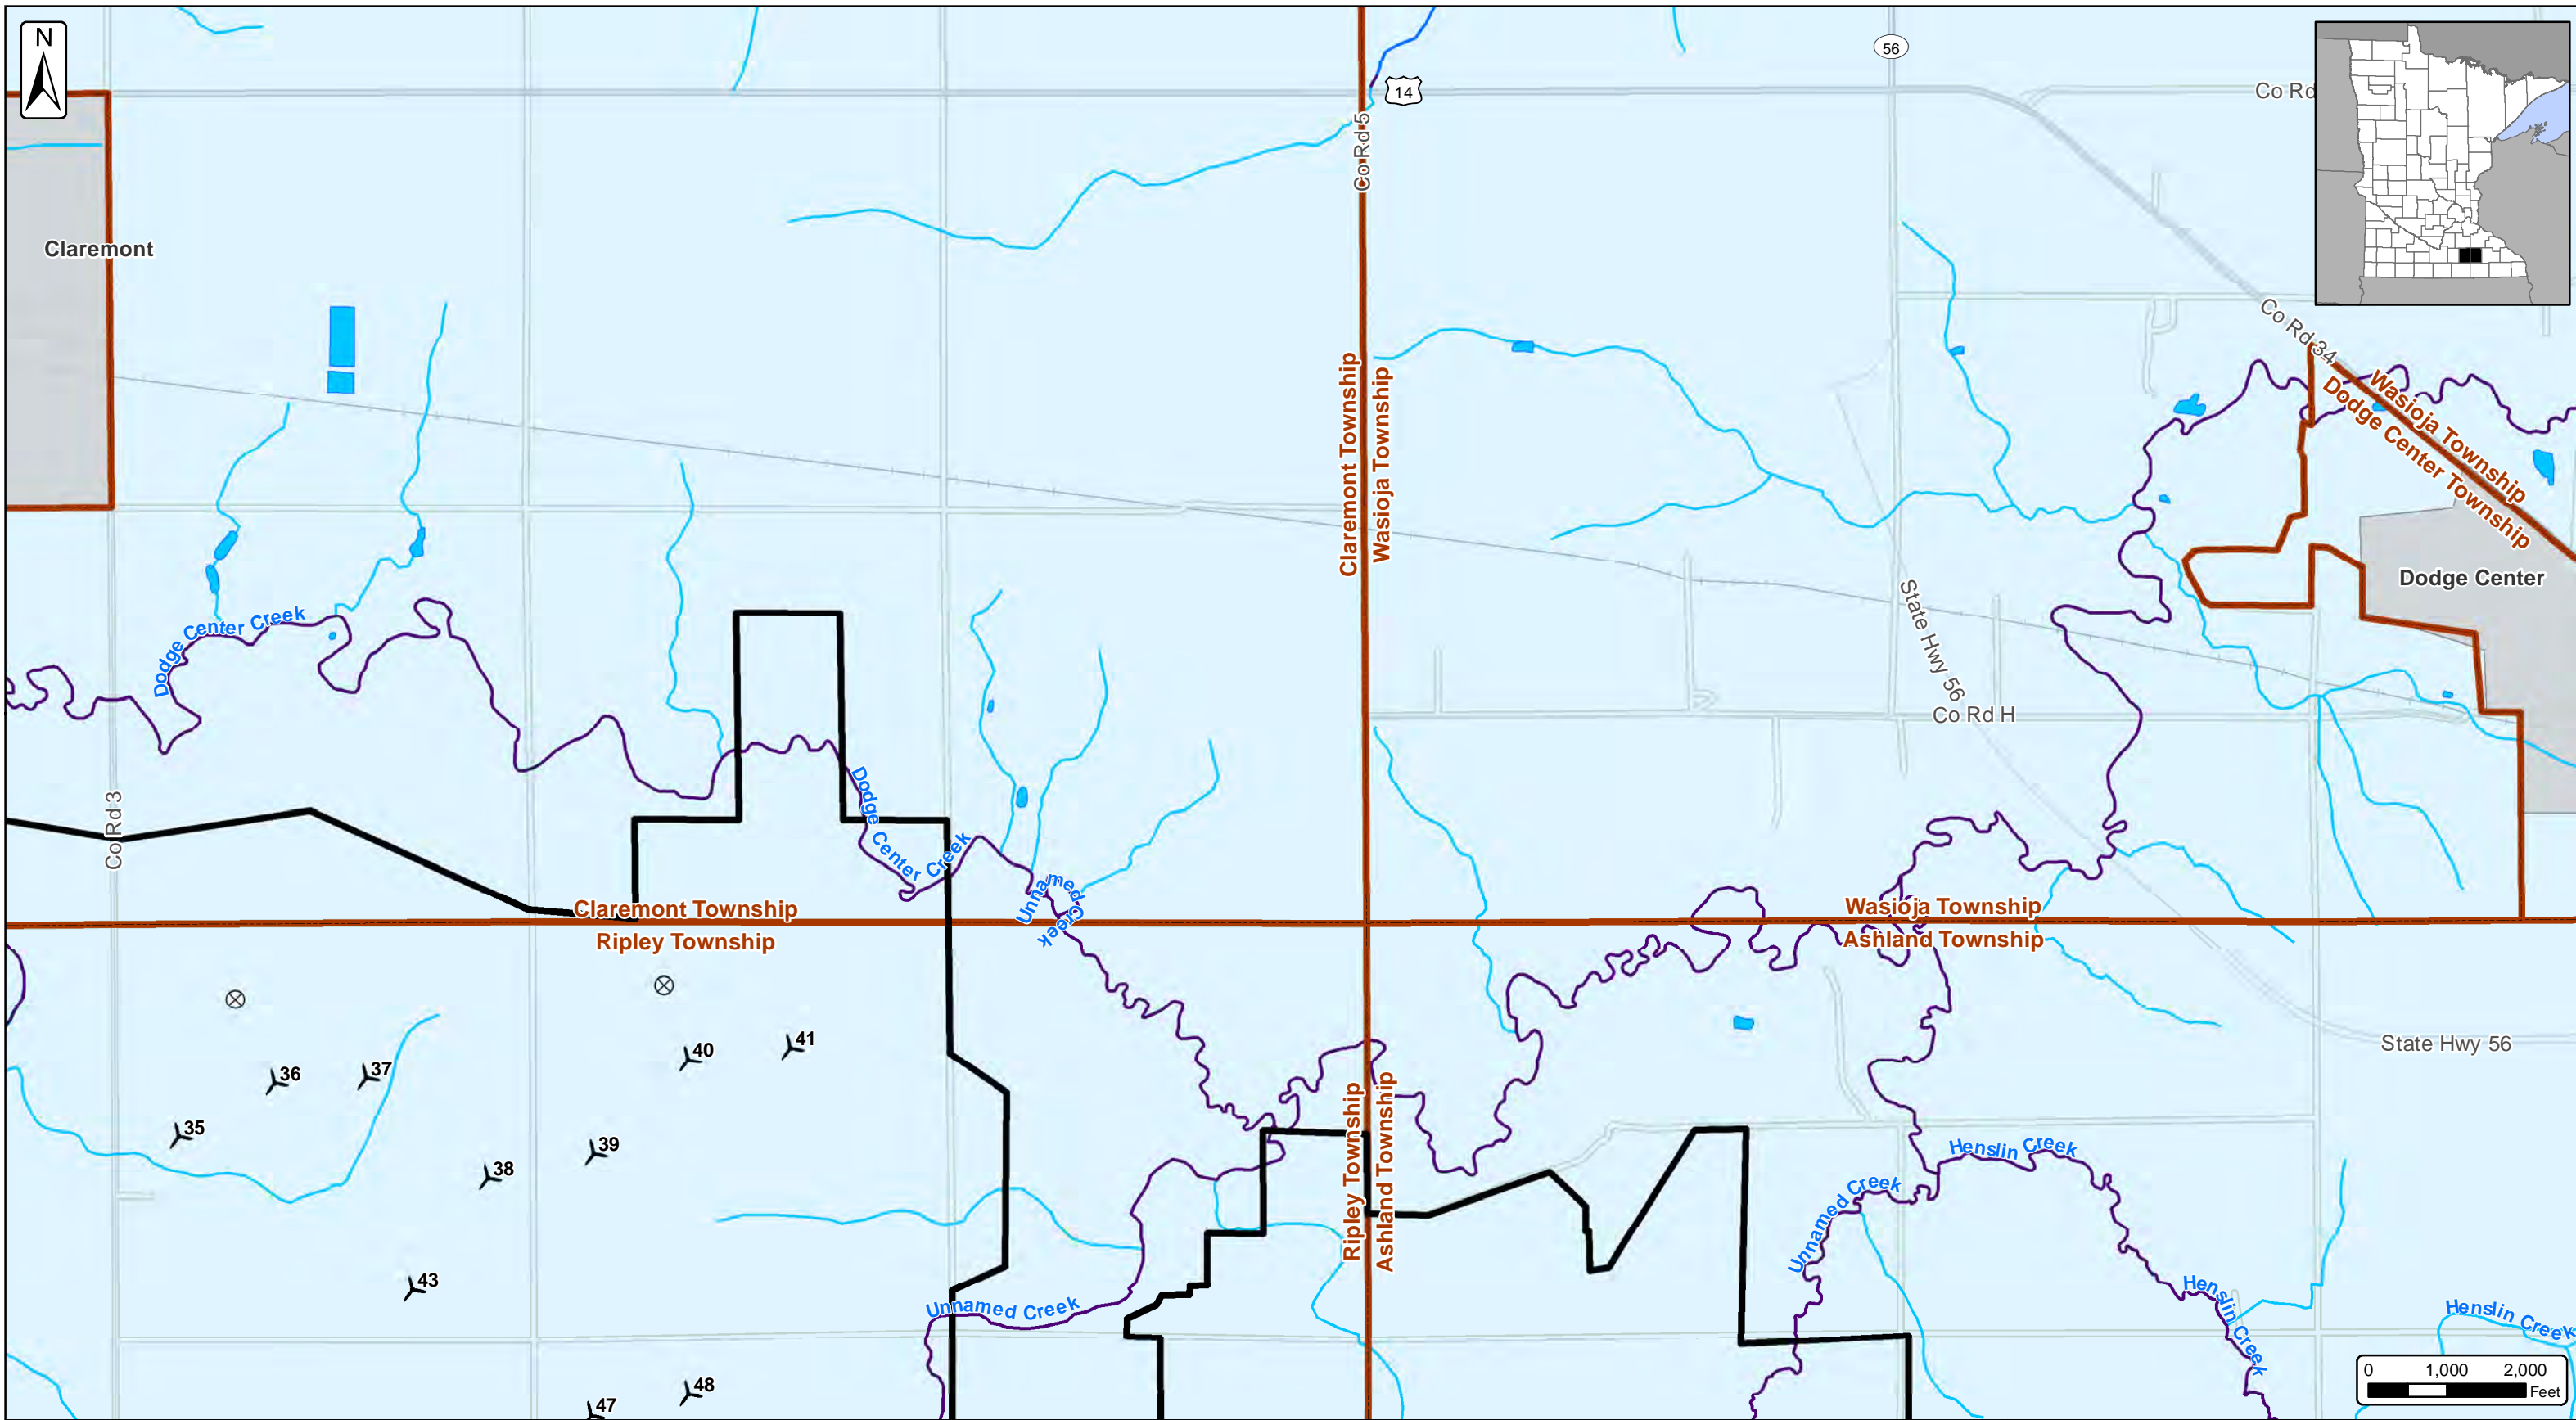 N
56
14
Co Rd
Co Rd 5
Claremont
Co Rd 34
Claremont Township
Wasioja Township
Wasioja Township
Dodge Center Township
Dodge Center
State Hwy 56
Dodge Center Creek
Co Rd H
Co Rd 3
Dodge Center Creek
Unnamed Creek
Claremont Township
Ripley Township
Wasioja Township
Ashland Township
State Hwy 56
40
41
36
37
35
39
38
43
47
48
Ripley Township
Ashland Township
Henslin Creek
Unnamed Creek
Unnamed Creek
Henslin Creek
Henslin Creek
0 1,000 2,000
Feet